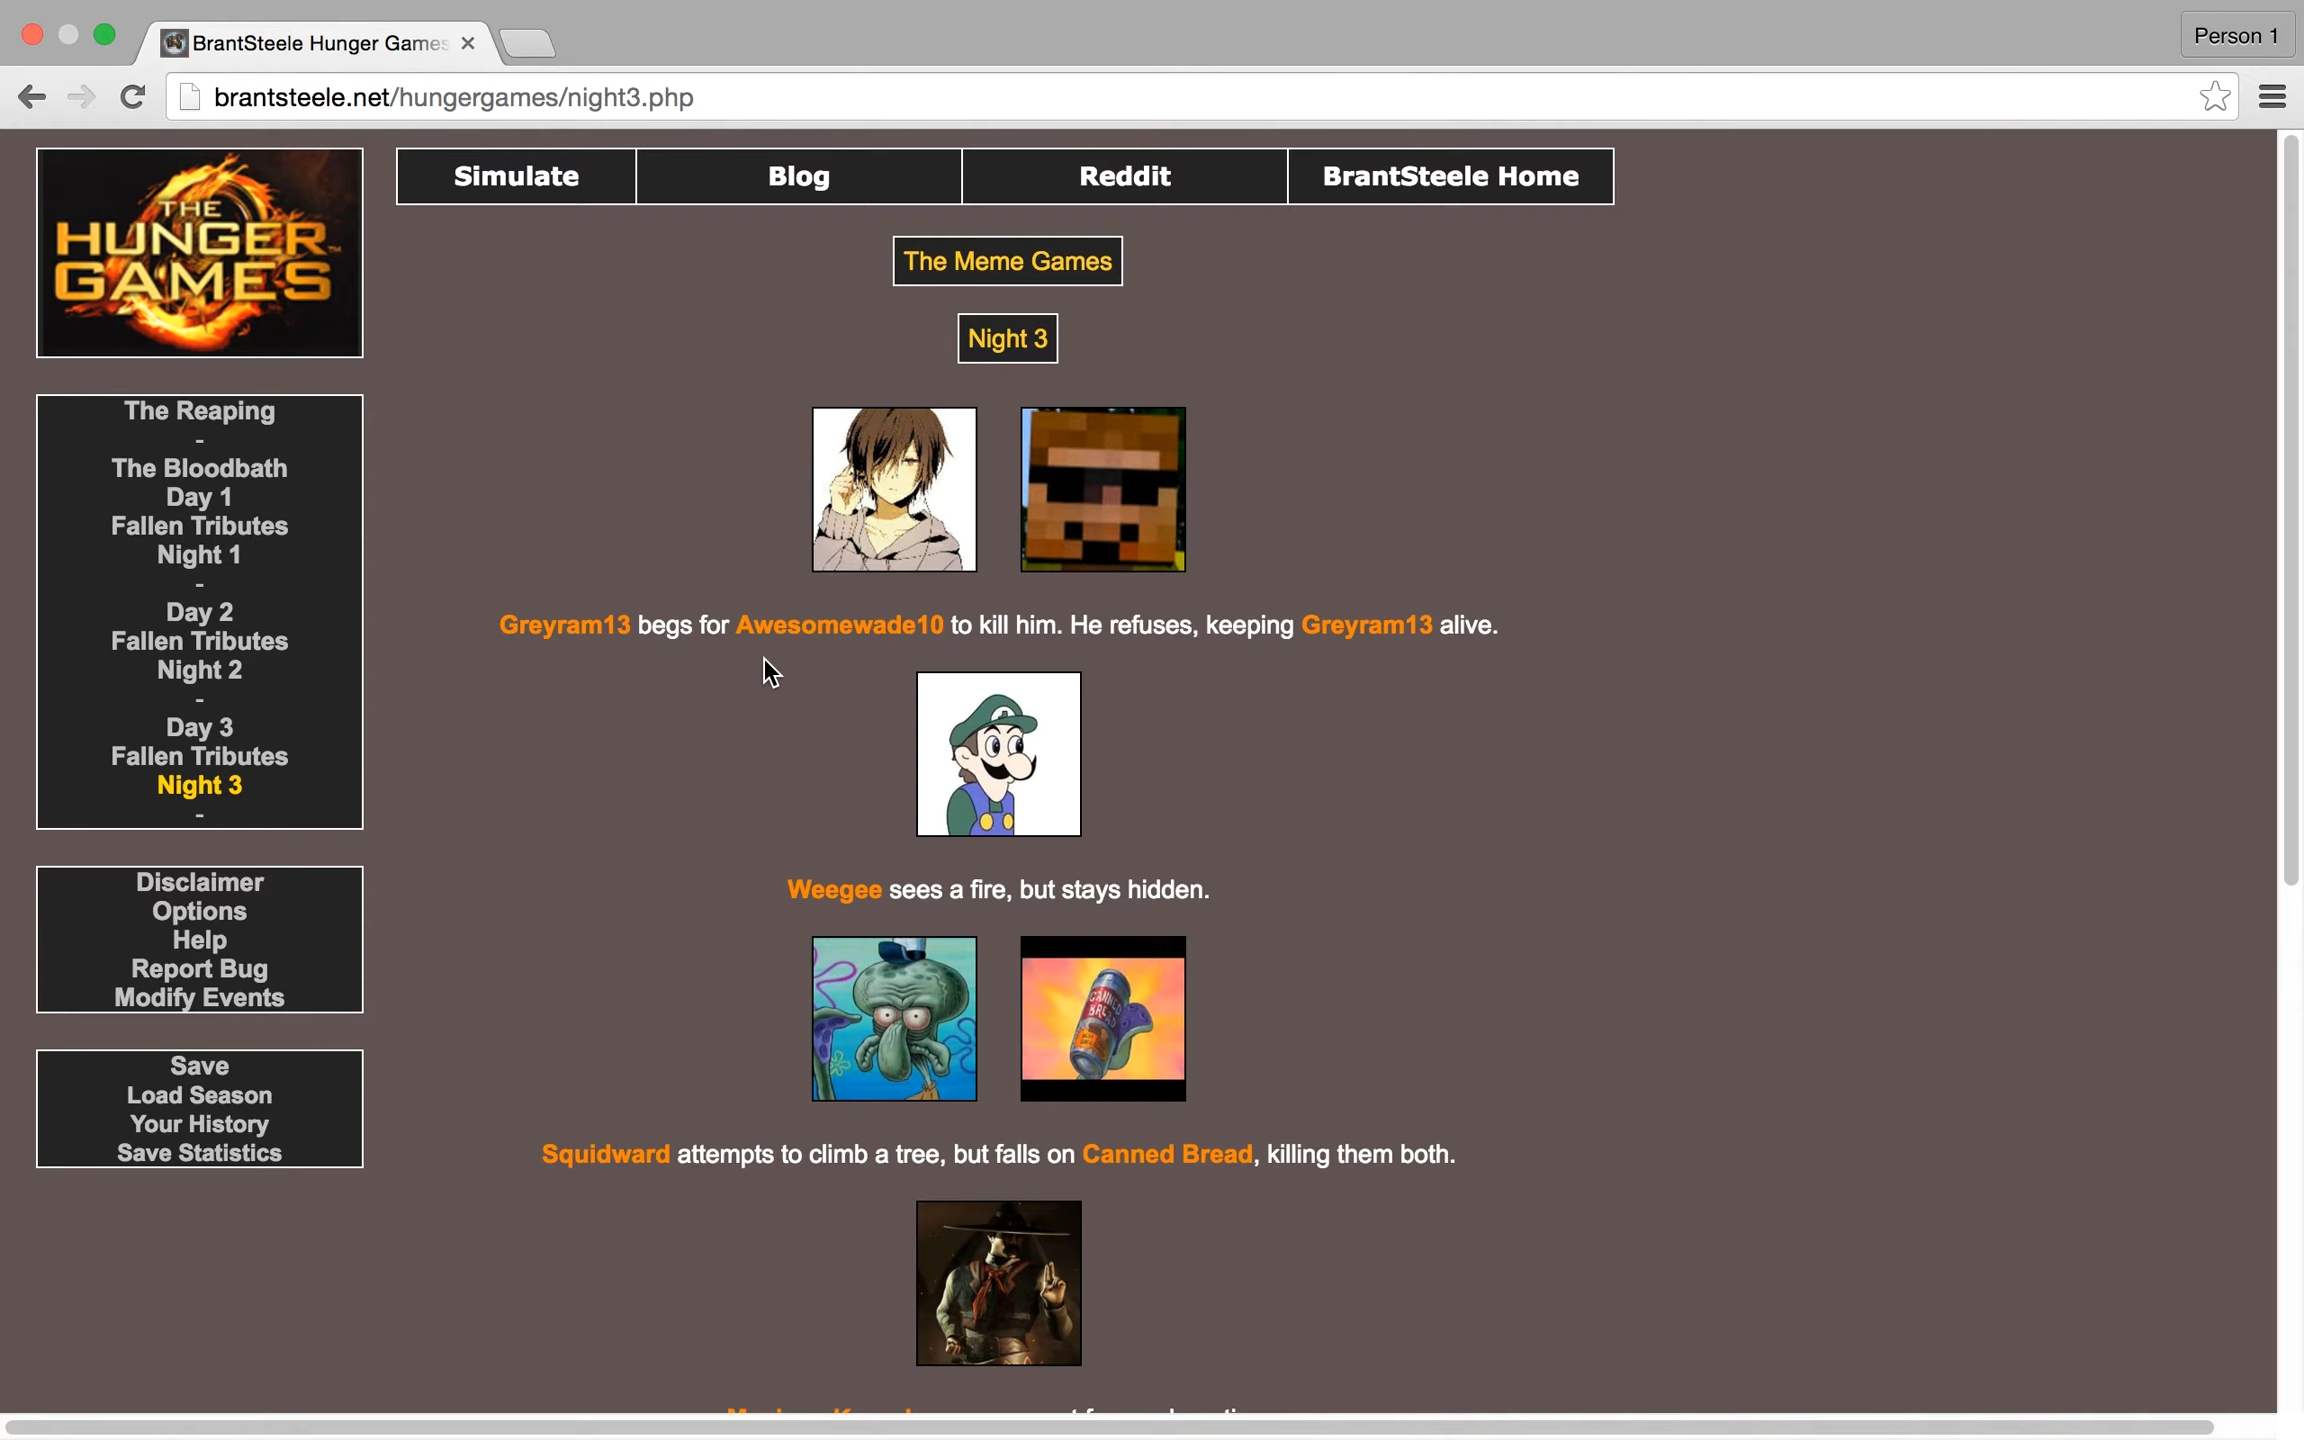 BrantSteele Hunger Games
Person 1
brantsteele.net/hungergames/night3.php
THE
HUNGER
GAMES
TM
Simulate
Blog
Reddit
BrantSteele Home
The Meme Games
Night 3
The Reaping
-
The Bloodbath
Day 1
Fallen Tributes
Night 1
-
Day 2
Fallen Tributes
Night 2
-
Day 3
Fallen Tributes
Night 3
-
Disclaimer
Options
Help
Report Bug
Modify Events
Save
Load Season
Your History
Save Statistics
Greyram13 begs for Awesomewade10 to kill him. He refuses, keeping Greyram13 alive.
Weegee sees a fire, but stays hidden.
CANNED
BREAD
Squidward attempts to climb a tree, but falls on Canned Bread, killing them both.